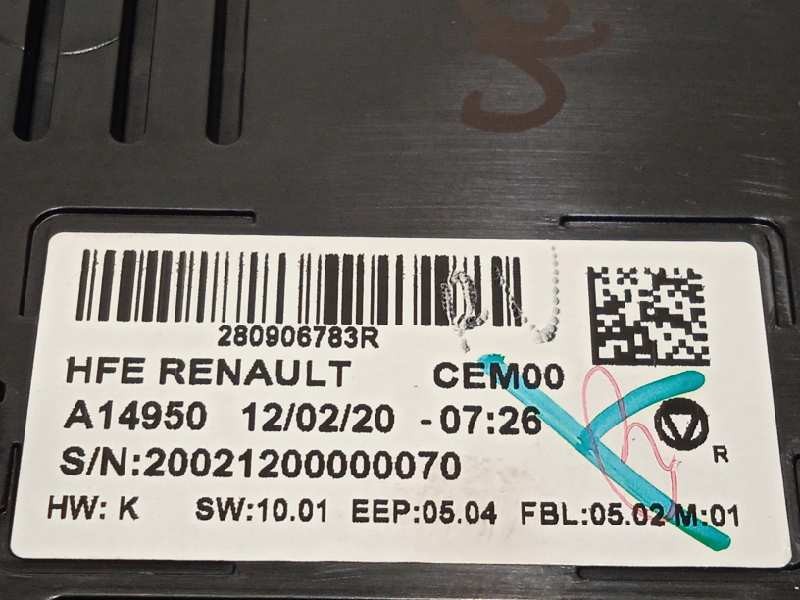 280906783R
HFE RENAULT CEM00
A14950 12/02/20 -07:26
S/N:20021200000070
R
HW: K SW:10.01 EEP:05.04 FBL:05.02 M:01